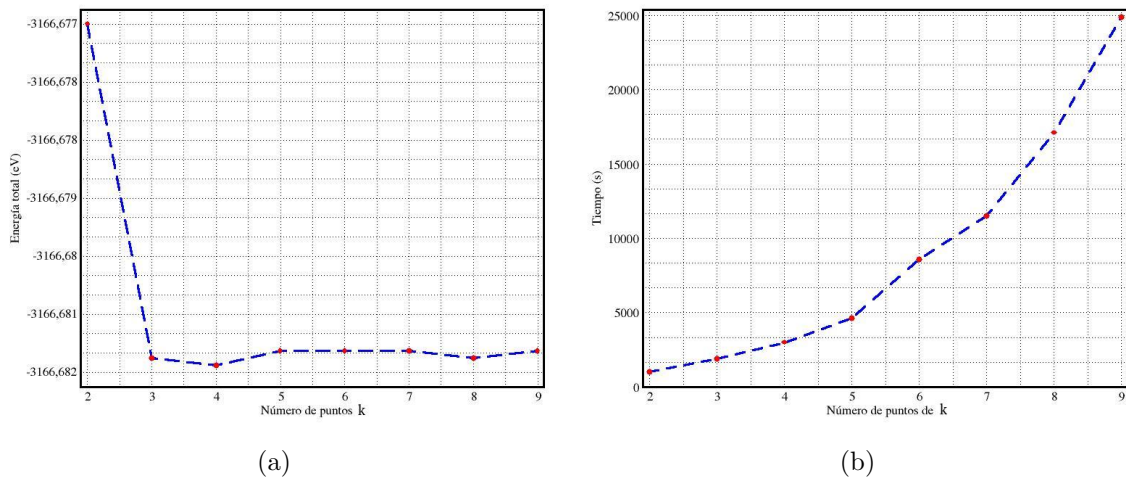 -3166,677
-3166,678
-3166,678
-3166,679
-3166,68
-3166,681
-3166,682
Energía total (eV)
2 3 4 5 6 7 8 9
Número de puntos k
(a)
25000
20000
15000
10000
5000
0
Tiempo (s)
2 3 4 5 6 7 8 9
Número de puntos de k
(b)